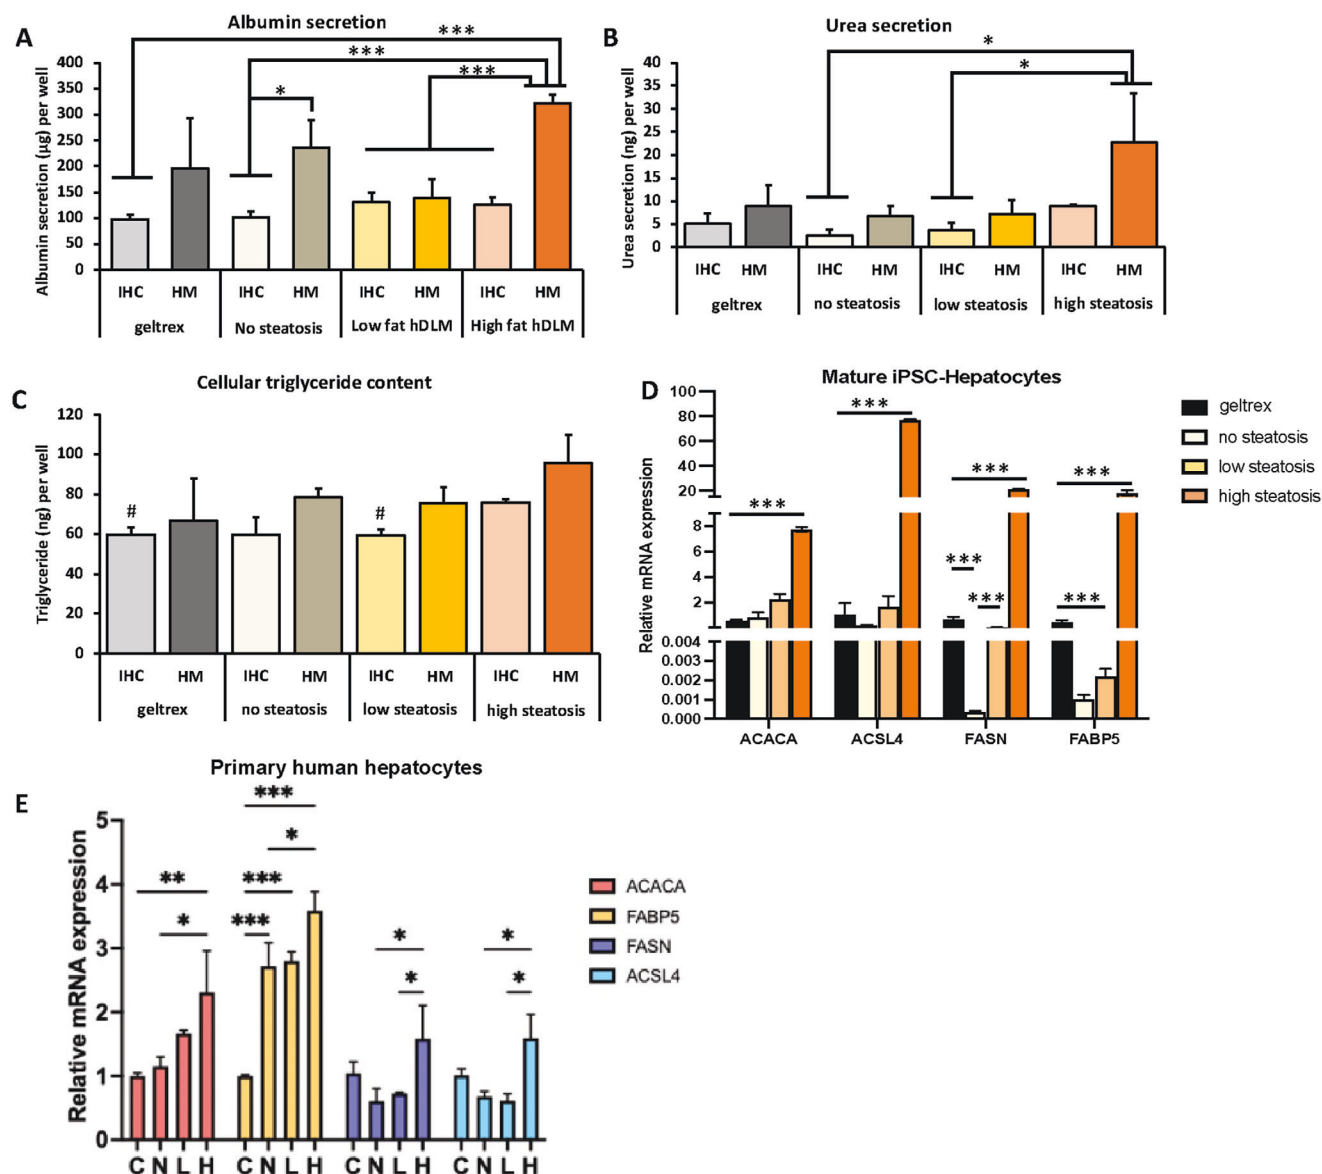 A
Albumin secretion
***
***
***
*
Albumin secretion (µg) per well
400
350
300
250
200
150
100
50
0
IHC HM IHC HM IHC HM IHC HM
geltrex No steatosis Low fat hDLM High fat hDLM
B
Urea secretion
*
*
Urea secretion (ng) per well
40
35
30
25
20
15
10
5
0
IHC HM IHC HM IHC HM IHC HM
geltrex no steatosis low steatosis high steatosis
C
Cellular triglyceride content
Triglyceride (ng) per well
120
100
80
60
40
20
0
# #
IHC HM IHC HM IHC HM IHC HM
geltrex no steatosis low steatosis high steatosis
D
Mature iPSC-Hepatocytes
Relative mRNA expression
100
80
60
40
20
8
6
4
2
0.004
0.003
0.002
0.001
0.000
***
***
***
***
***
***
***
***
ACACA ACSL4 FASN FABP5
geltrex
no steatosis
low steatosis
high steatosis
E
Primary human hepatocytes
Relative mRNA expression
5
4
3
2
1
0
**
*
***
*
***
***
*
*
*
*
C N L H C N L H C N L H C N L H
ACACA
FABP5
FASN
ACSL4